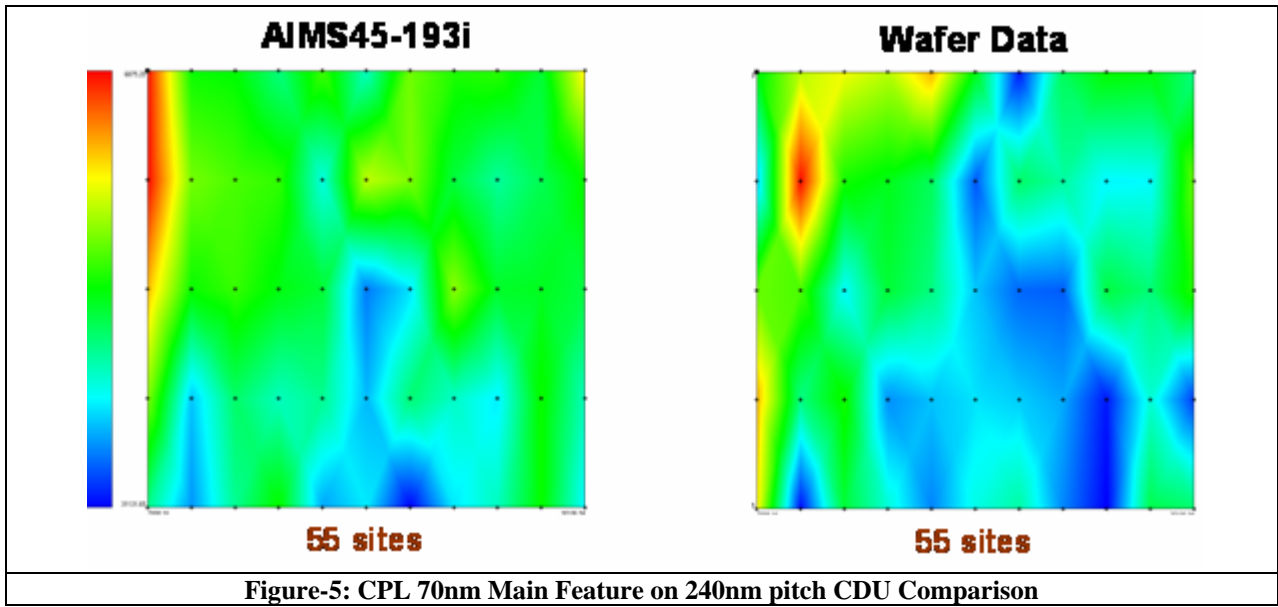 AIMS45-193i
Wafer Data
55 sites
55 sites
Figure-5: CPL 70nm Main Feature on 240nm pitch CDU Comparison